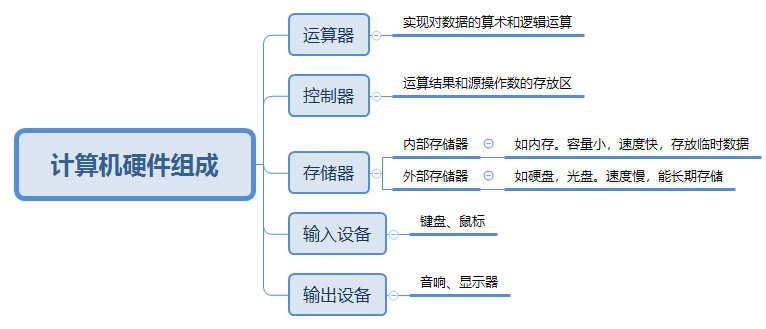 计算机硬件组成
运算器
实现对数据的算术和逻辑运算
控制器
运算结果和源操作数的存放区
存储器
内部存储器
如内存。容量小，速度快，存放临时数据
外部存储器
如硬盘，光盘。速度慢，能长期存储
输入设备
键盘、鼠标
输出设备
音响、显示器